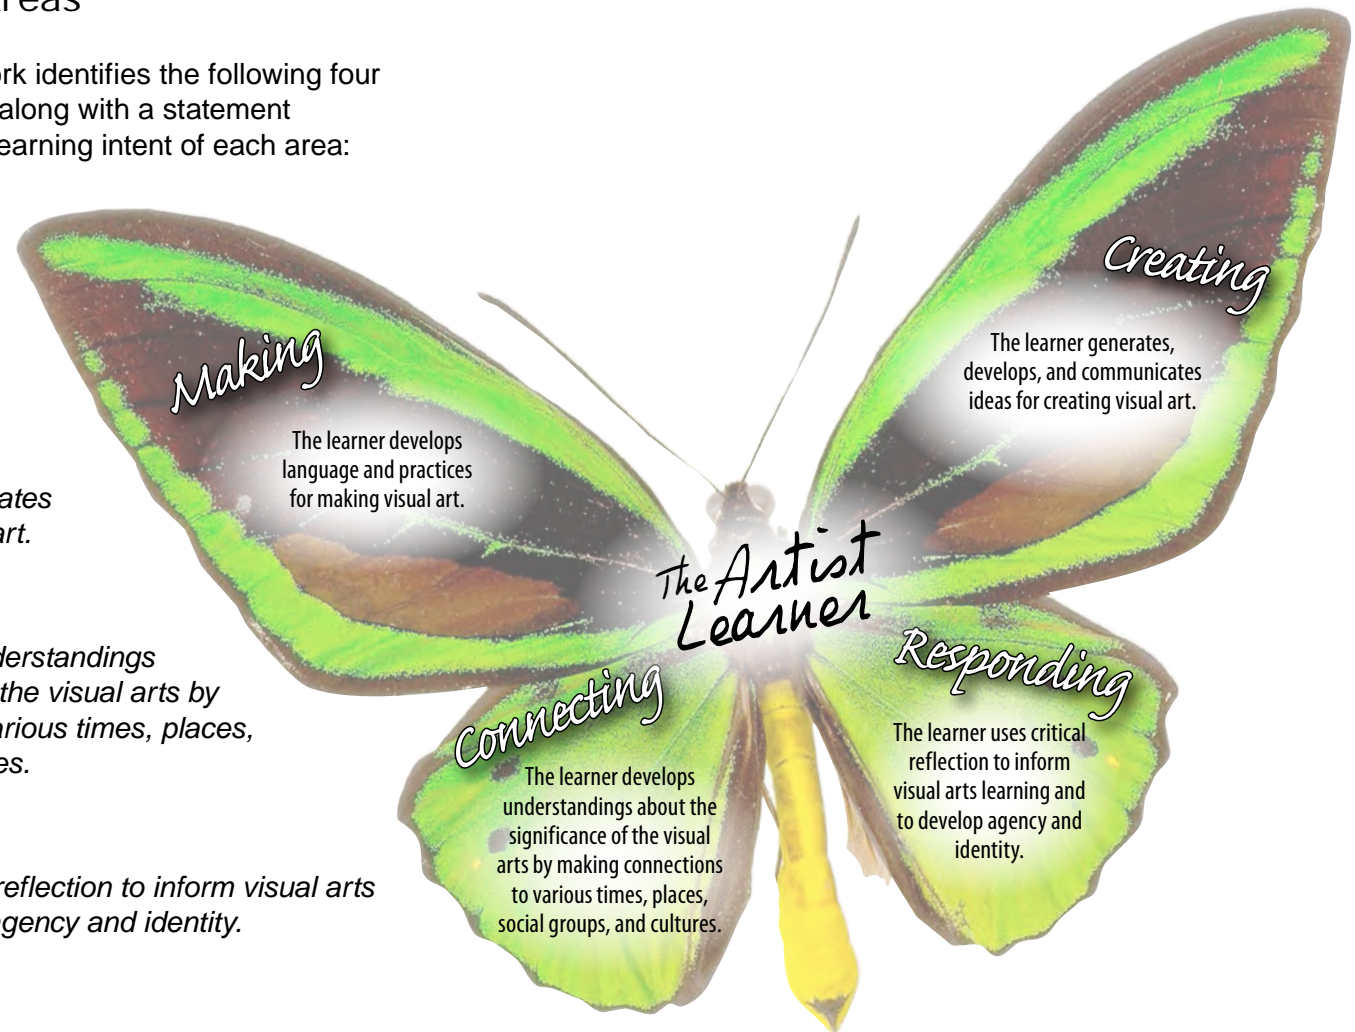 reas
rk identifies the following four
along with a statement
earning intent of each area:
ates
art.
derstandings
the visual arts by
arious times, places,
es.
reflection to inform visual arts
gency and identity.
Making
The learner develops
language and practices
for making visual art.
Creating
The learner generates,
develops, and communicates
ideas for creating visual art.
The Artist
Learner
Connecting
The learner develops
understandings about the
significance of the visual
arts by making connections
to various times, places,
social groups, and cultures.
Responding
The learner uses critical
reflection to inform
visual arts learning and
to develop agency and
identity.